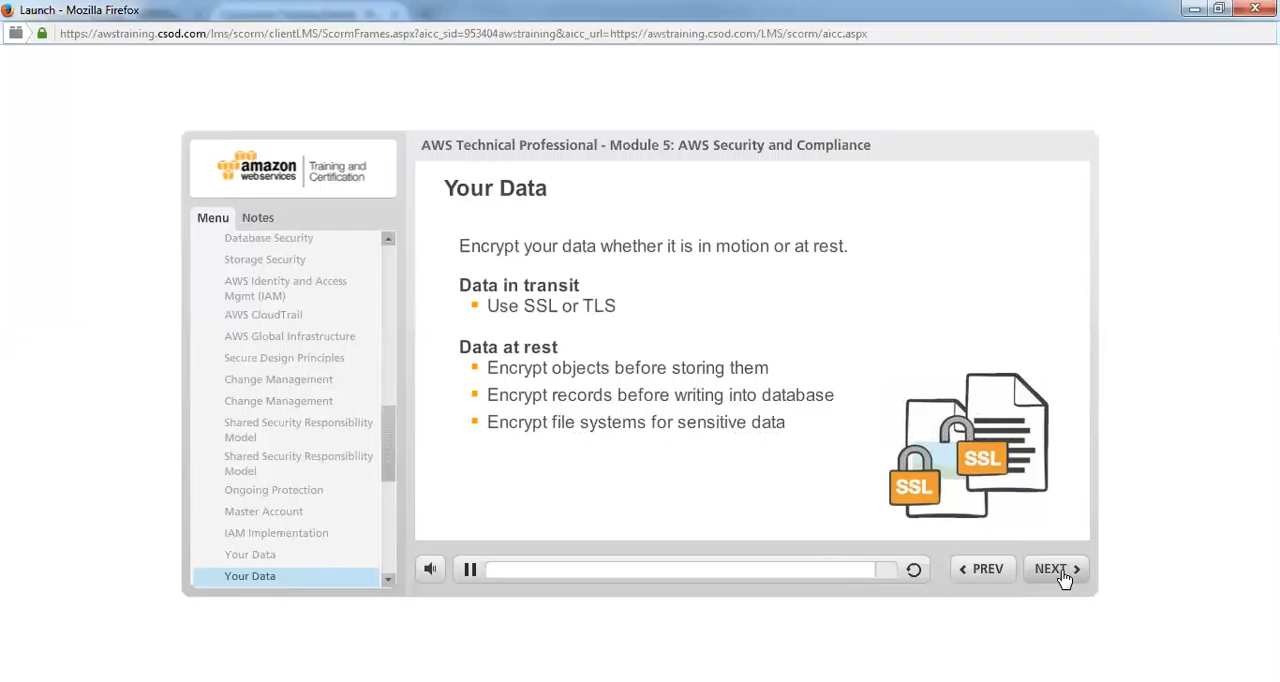 Launch - Mozilla Firefox
https://awstraining.csod.com/lms/scorm/clientLMS/ScormFrames.aspx?aicc_sid=953404awstraining&aicc_url=https://awstraining.csod.com/LMS/scorm/aicc.aspx
amazon
web services
Training and
Certification
AWS Technical Professional - Module 5: AWS Security and Compliance
Menu
Notes
Database Security
Storage Security
AWS Identity and Access
Mgmt (IAM)
AWS CloudTrail
AWS Global Infrastructure
Secure Design Principles
Change Management
Change Management
Shared Security Responsibility
Model
Shared Security Responsibility
Model
Ongoing Protection
Master Account
IAM Implementation
Your Data
Your Data
Your Data
Encrypt your data whether it is in motion or at rest.
Data in transit
Use SSL or TLS
Data at rest
Encrypt objects before storing them
Encrypt records before writing into database
Encrypt file systems for sensitive data
SSL
SSL
PREV
NEXT